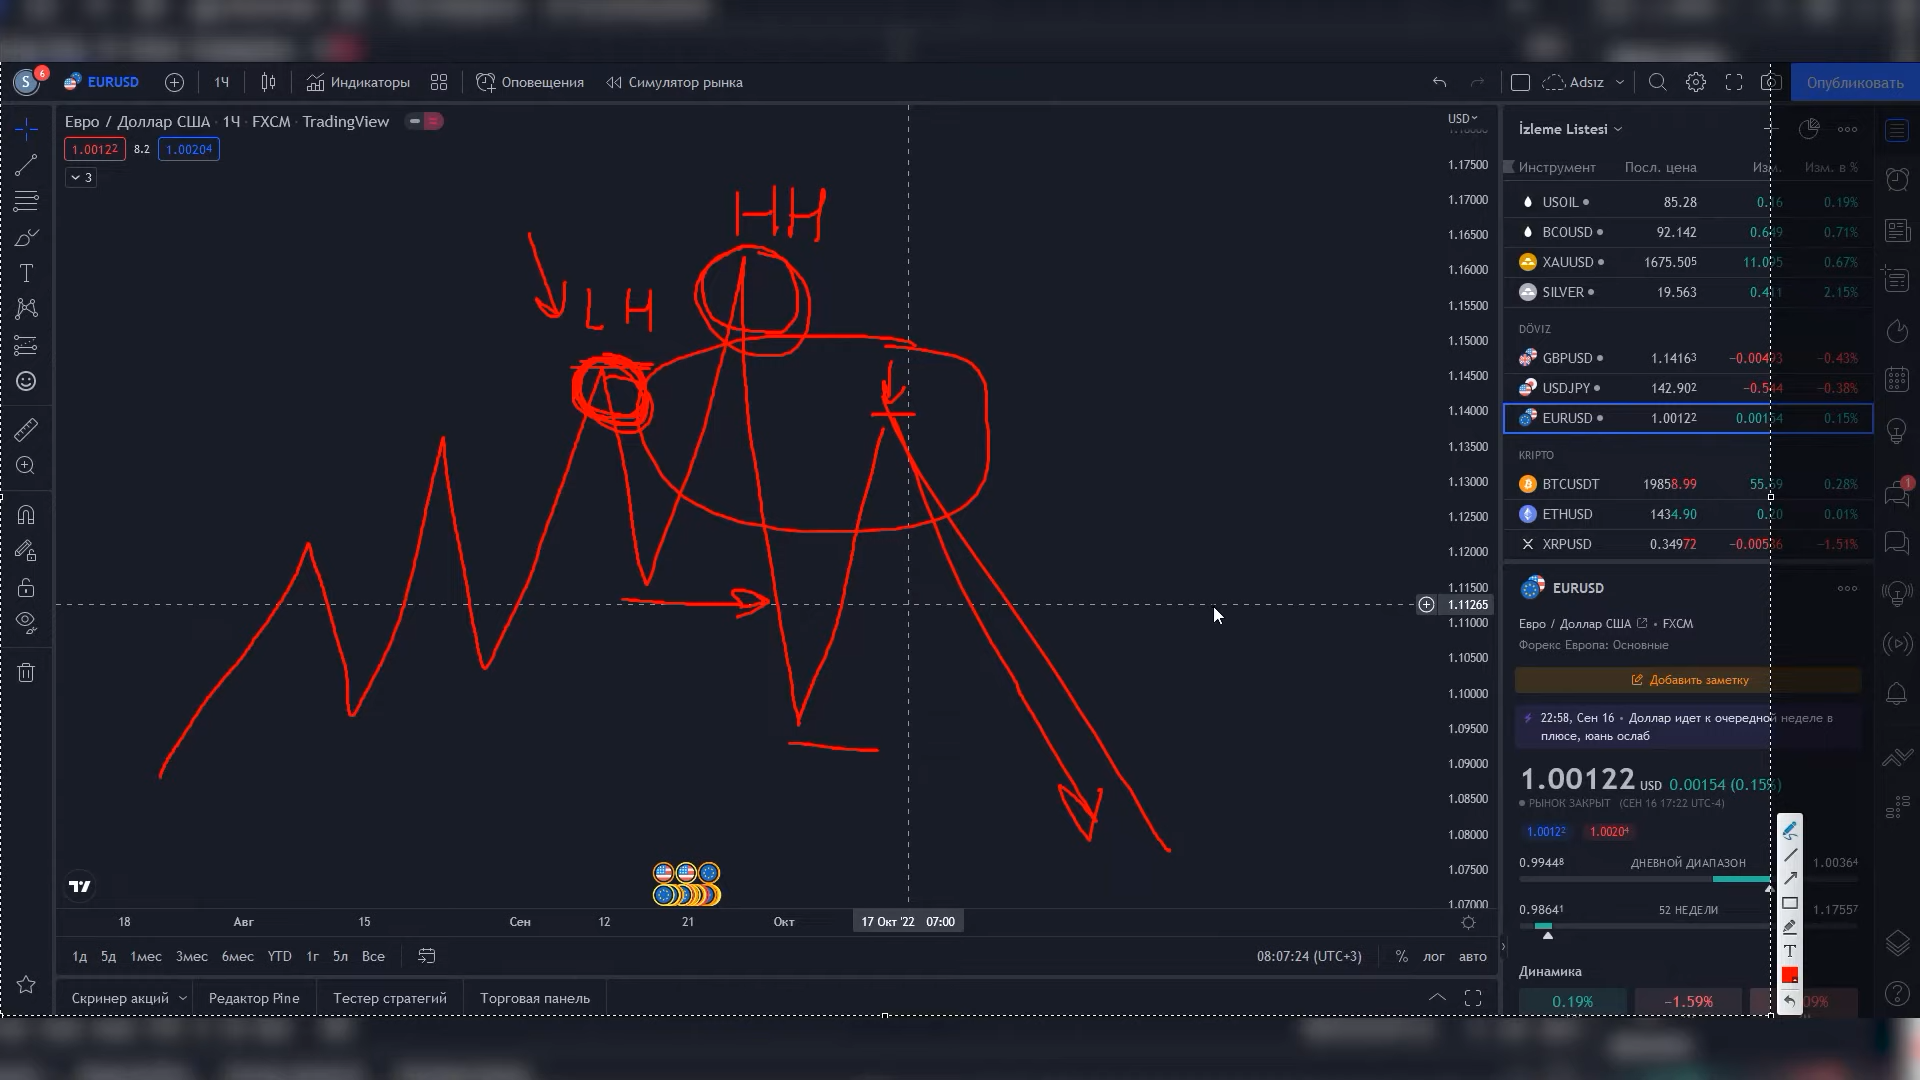 S 6 EURUSD 1Ч Индикаторы Оповещения Симулятор рынка Adsız Опубликовать
Евро / Доллар США · 1Ч · FXCM · TradingView
1.00122 8.2 1.00204
3
HH
LH
USD
1.17500
1.17000
1.16500
1.16000
1.15500
1.15000
1.14500
1.14000
1.13500
1.13000
1.12500
1.12000
1.11500
1.11265
1.11000
1.10500
1.10000
1.09500
1.09000
1.08500
1.08000
1.07500
1.07000
18 Авг 15 Сен 12 21 Окт 17 Окт '22 07:00
1д 5д 1мес 3мес 6мес YTD 1г 5л Все 08:07:24 (UTC+3) % лог авто
Скринер акций Редактор Pine Тестер стратегий Торговая панель
İzleme Listesi
Инструмент Посл. цена Изм. Изм. в %
USOIL 85.28 0.19%
BCOUSD 92.142 0.71%
XAUUSD 1675.505 0.67%
SILVER 19.563 2.15%
DÖVİZ
GBPUSD 1.14163 −0.43%
USDJPY 142.902 −0.38%
EURUSD 1.00122 0.00154 0.15%
KRIPTO
BTCUSDT 19858.99 0.28%
ETHUSD 1434.90 0.01%
XRPUSD 0.34972 −1.51%
1
EURUSD
Евро / Доллар США · FXCM
Форекс Европа: Основные
Добавить заметку
22:58, Сен 16 · Доллар идет к очередной неделе в
плюсе, юань ослаб
1.00122 USD 0.00154 (0.15%)
РЫНОК ЗАКРЫТ (СЕН 16 17:22 UTC-4)
1.00122 1.00204
0.99448 ДНЕВНОЙ ДИАПАЗОН 1.00364
0.98641 52 НЕДЕЛИ 1.17557
Динамика
0.19% −1.59%
T